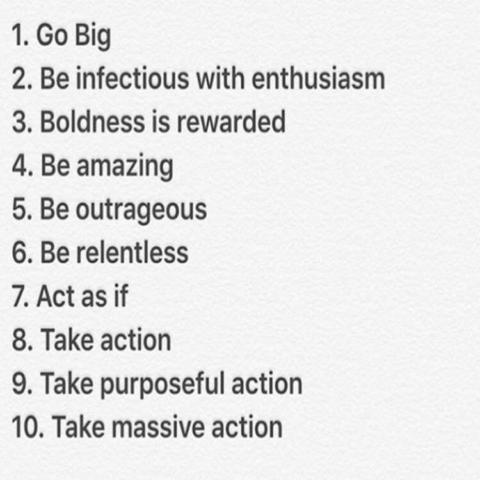 1. Go Big
2. Be infectious with enthusiasm
3. Boldness is rewarded
4. Be amazing
5. Be outrageous
6. Be relentless
7. Act as if
8. Take action
9. Take purposeful action
10. Take massive action